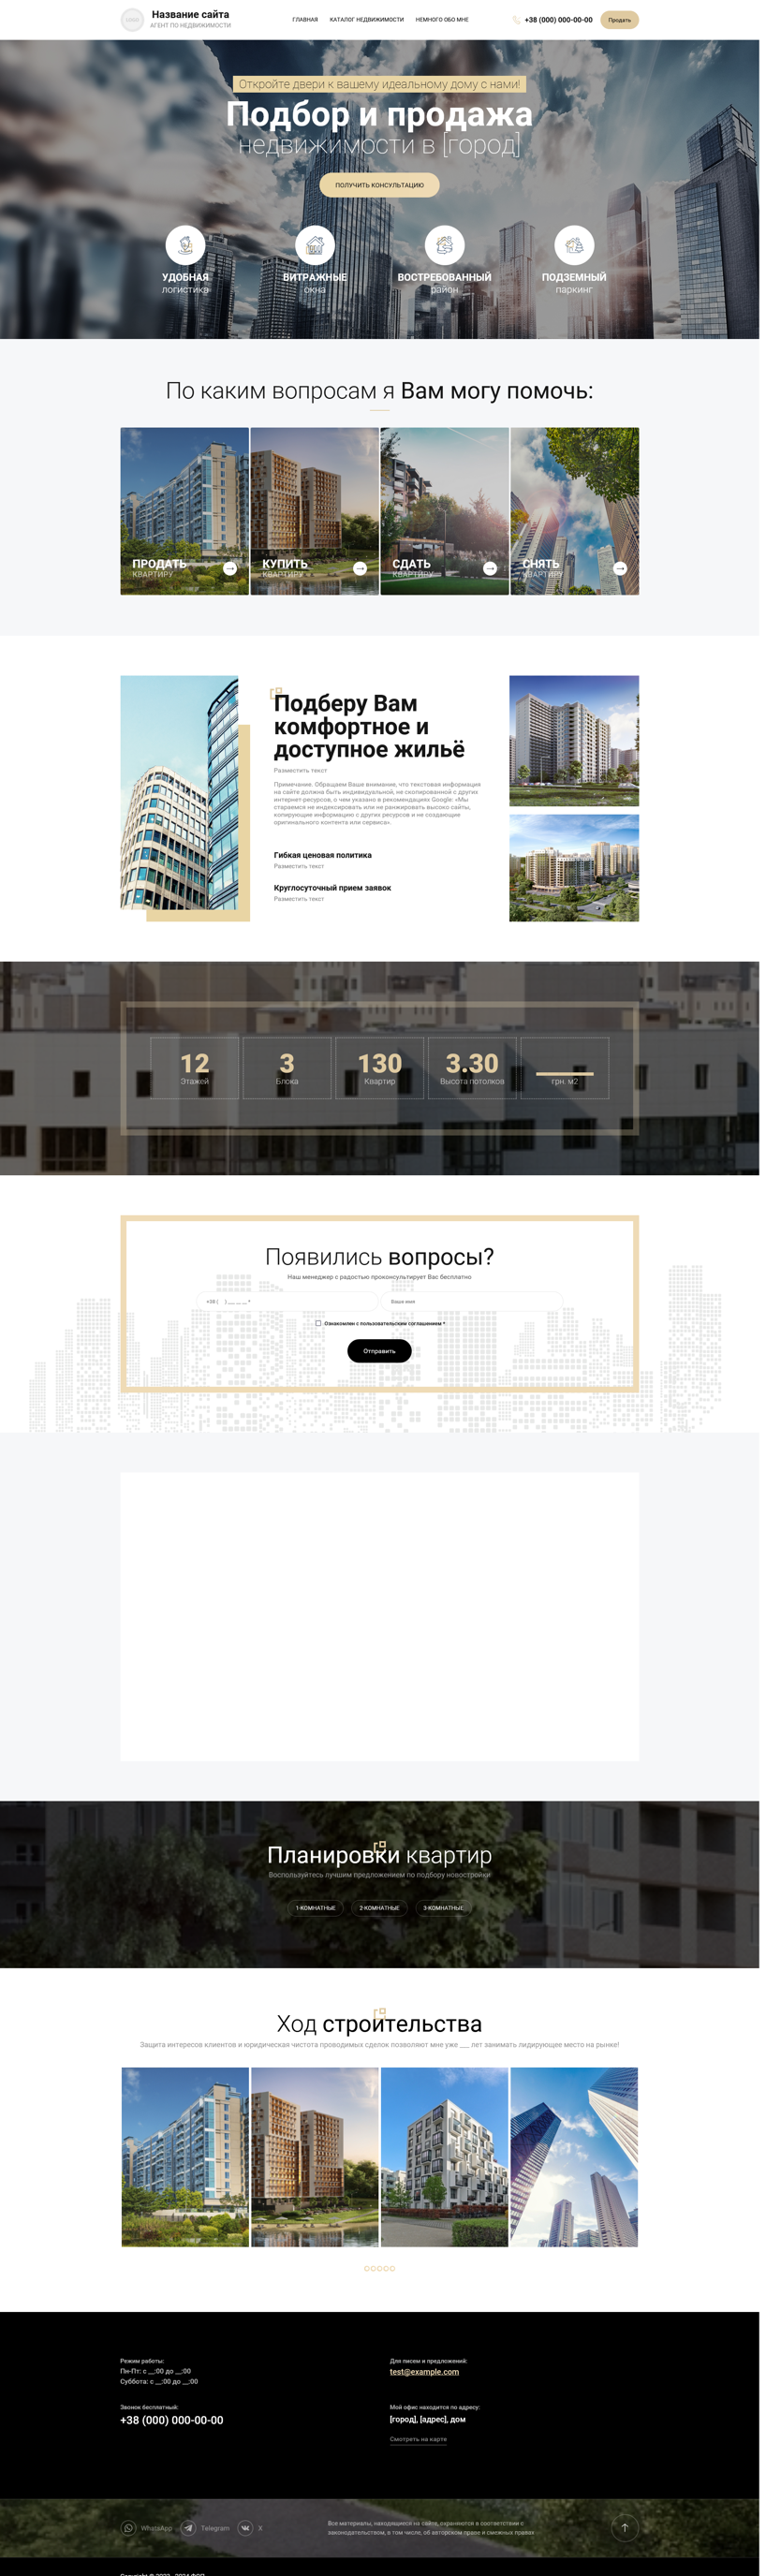 Название сайта
АГЕНТ ПО НЕДВИЖИМОСТИ
ГЛАВНАЯ
КАТАЛОГ НЕДВИЖИМОСТИ
НЕМНОГО ОБО МНЕ
+38 (000) 000-00-00
Продать
Откройте двери к вашему идеальному дому с нами!
Подбор и продажа
недвижимости в [город]
ПОЛУЧИТЬ КОНСУЛЬТАЦИЮ
УДОБНАЯ
логистика
ВИТРАЖНЫЕ
окна
ВОСТРЕБОВАННЫЙ
район
ПОДЗЕМНЫЙ
паркинг
По каким вопросам я Вам могу помочь:
ПРОДАТЬ
КВАРТИРУ
КУПИТЬ
КВАРТИРУ
СДАТЬ
КВАРТИРУ
СНЯТЬ
КВАРТИРУ
Подберу Вам
комфортное и
доступное жильё
Разместить текст
Примечание. Обращаем Ваше внимание, что текстовая информация
на сайте должна быть индивидуальной, не скопированной с других
интернет-ресурсов, о чем указано в рекомендациях Google: «Мы
стараемся не индексировать или не ранжировать высоко сайты,
копирующие информацию с других ресурсов и не создающие
оригинального контента или сервиса».
Гибкая ценовая политика
Разместить текст
Круглосуточный прием заявок
Разместить текст
12
Этажей
3
Блока
130
Квартир
3.30
Высота потолков
____
грн. м2
Появились вопросы?
Наш менеджер с радостью проконсультирует Вас бесплатно
+38 (__) ___-__-__*
Ваше имя
Ознакомлен с пользовательским соглашением *
Отправить
Планировки квартир
Воспользуйтесь лучшим предложением по подбору новостройки
1-КОМНАТНЫЕ
2-КОМНАТНЫЕ
3-КОМНАТНЫЕ
Ход строительства
Защита интересов клиентов и юридическая чистота проводимых сделок позволяют мне уже ___ лет занимать лидирующее место на рынке!
Режим работы:
Пн-Пт: с __:00 до __:00
Суббота: с __:00 до __:00
Звонок бесплатный:
+38 (000) 000-00-00
Для писем и предложений:
test@example.com
Мой офис находится по адресу:
[город], [адрес], дом
Смотреть на карте
WhatsApp
Telegram
X
Все материалы, находящиеся на сайте, охраняются в соответствии с
законодательством, в том числе, об авторском праве и смежных правах